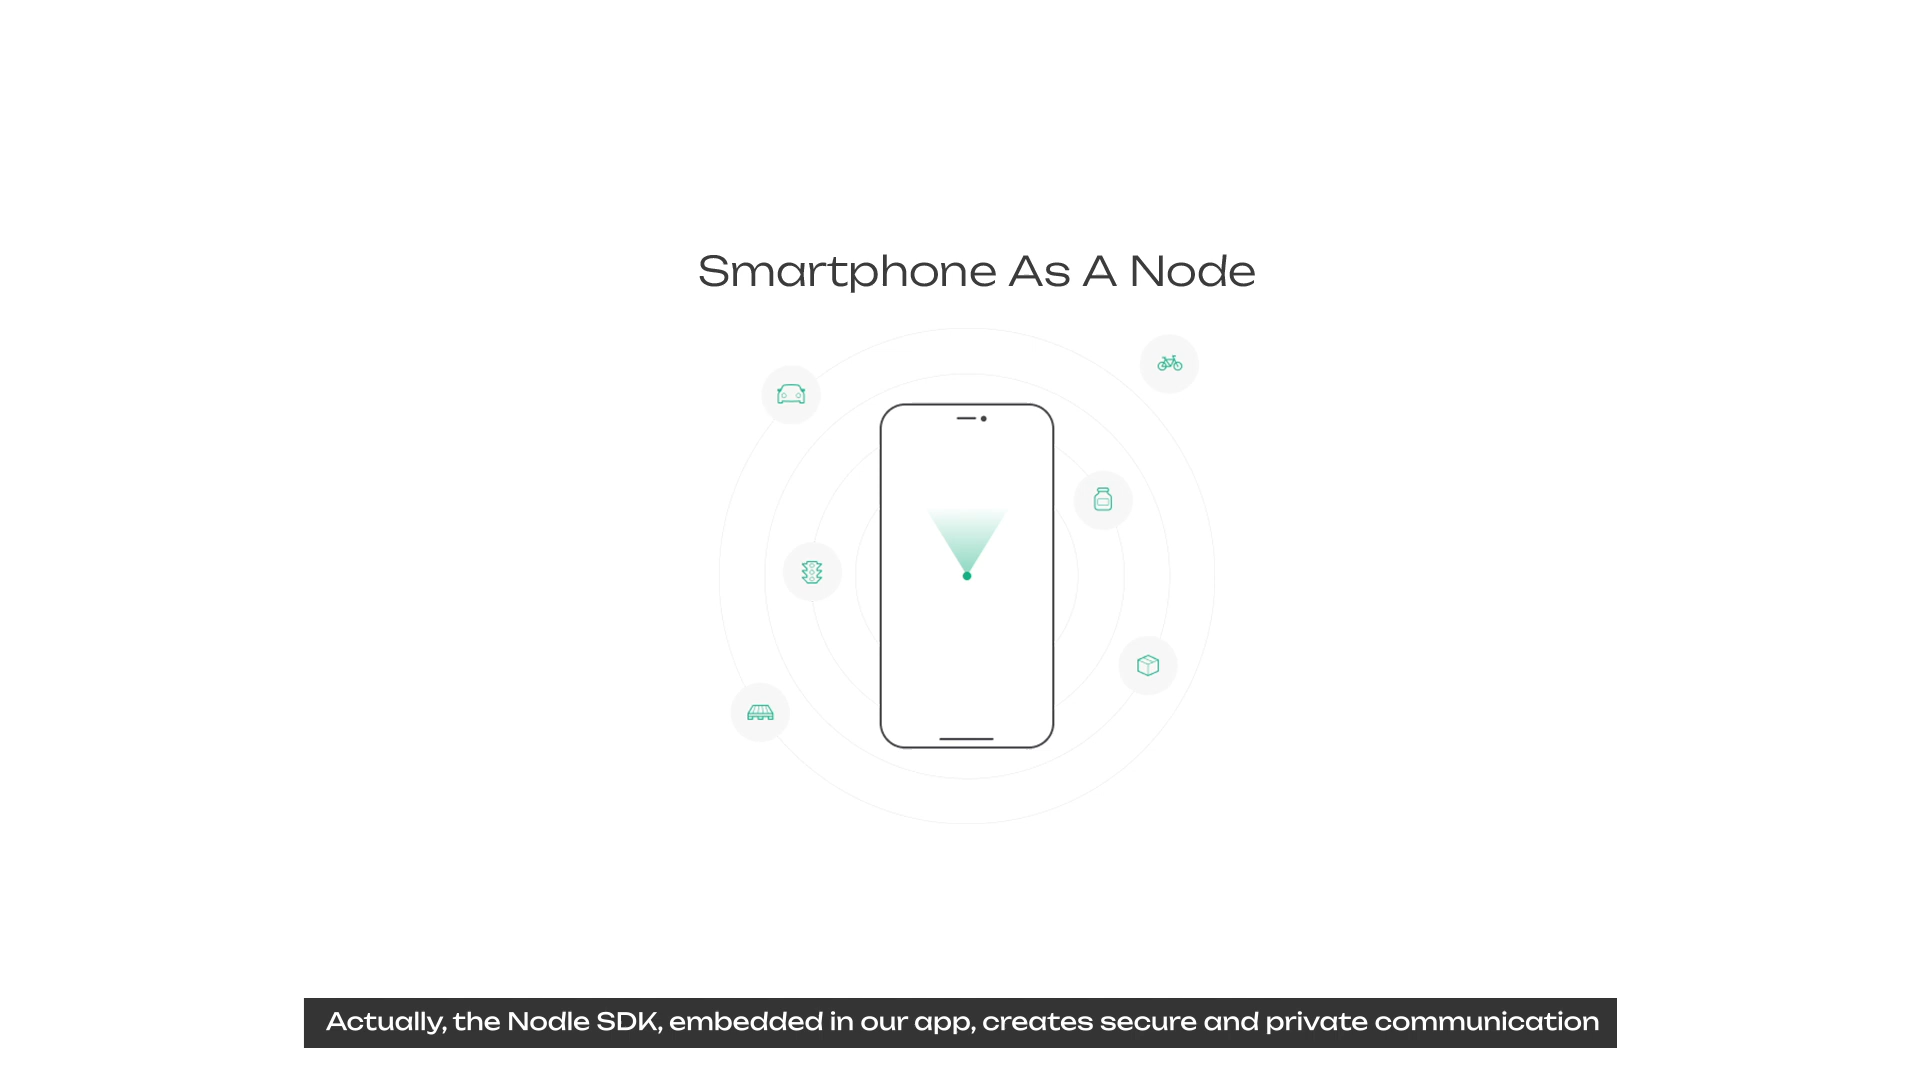 Smartphone As A Node
Actually, the Nodle SDK, embedded in our app, creates secure and private communication